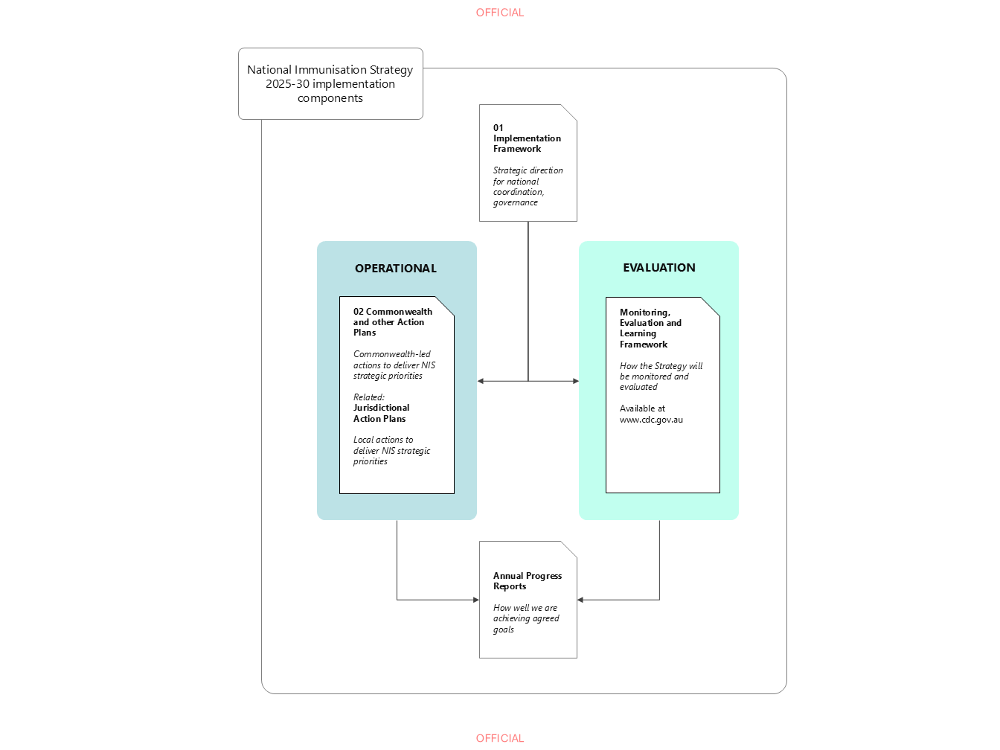 OFFICIAL
National Immunisation Strategy
2025-30 implementation
components
01
Implementation
Framework
Strategic direction
for national
coordination,
governance
OPERATIONAL
02 Commonwealth
and other Action
Plans
Commonwealth-led
actions to deliver NIS
strategic priorities
Related:
Jurisdictional
Action Plans
Local actions to
deliver NIS strategic
priorities
EVALUATION
Monitoring,
Evaluation and
Learning
Framework
How the Strategy will
be monitored and
evaluated
Available at
www.cdc.gov.au
Annual Progress
Reports
How well we are
achieving agreed
goals
OFFICIAL